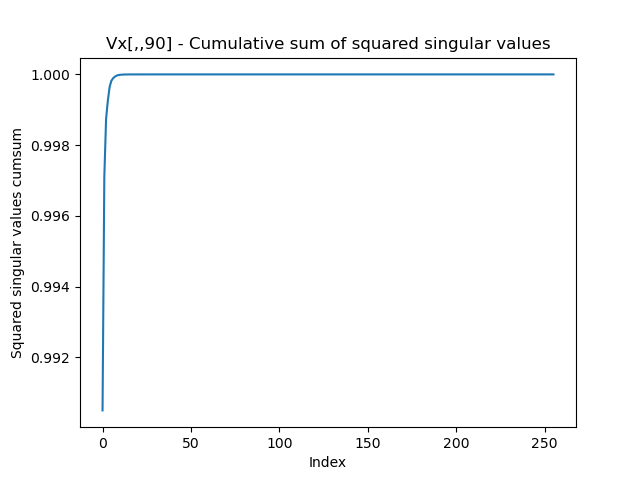 Vx[,,90] - Cumulative sum of squared singular values
1.000
0.998
0.996
0.994
0.992
Squared singular values cumsum
0 50 100 150 200 250
Index